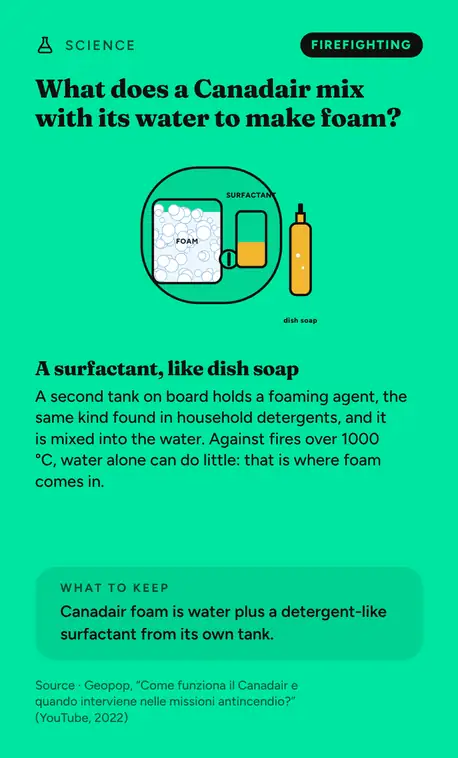 SCIENCE
FIREFIGHTING
What does a Canadair mix
with its water to make foam?
SURFACTANT
FOAM
dish soap
A surfactant, like dish soap
A second tank on board holds a foaming agent, the
same kind found in household detergents, and it
is mixed into the water. Against fires over 1000
°C, water alone can do little: that is where foam
comes in.
WHAT TO KEEP
Canadair foam is water plus a detergent-like
surfactant from its own tank.
Source · Geopop, “Come funziona il Canadair e
quando interviene nelle missioni antincendio?”
(YouTube, 2022)